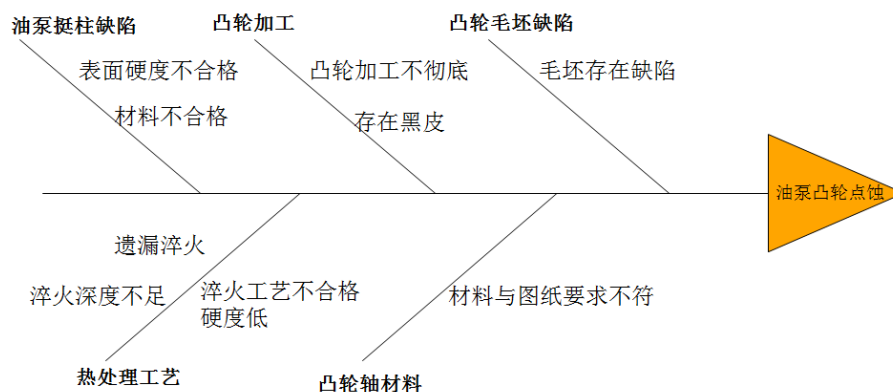 油泵挺柱缺陷
凸轮加工
凸轮毛坯缺陷
表面硬度不合格
凸轮加工不彻底
毛坯存在缺陷
材料不合格
存在黑皮
油泵凸轮点蚀
遗漏淬火
淬火深度不足
淬火工艺不合格
硬度低
材料与图纸要求不符
热处理工艺
凸轮轴材料